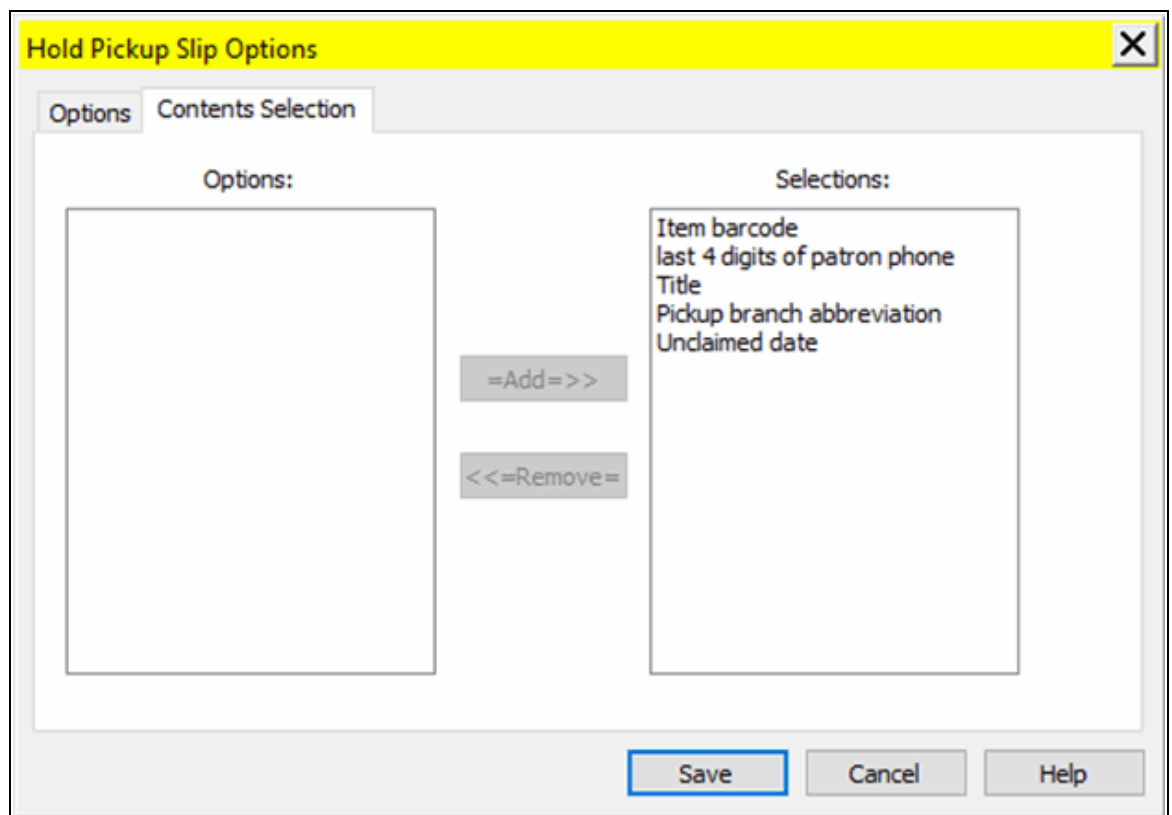 Hold Pickup Slip Options
Options
Contents Selection
Options:
Selections:
Item barcode
last 4 digits of patron phone
Title
Pickup branch abbreviation
Unclaimed date
=Add=>>
<<=Remove=
Save
Cancel
Help